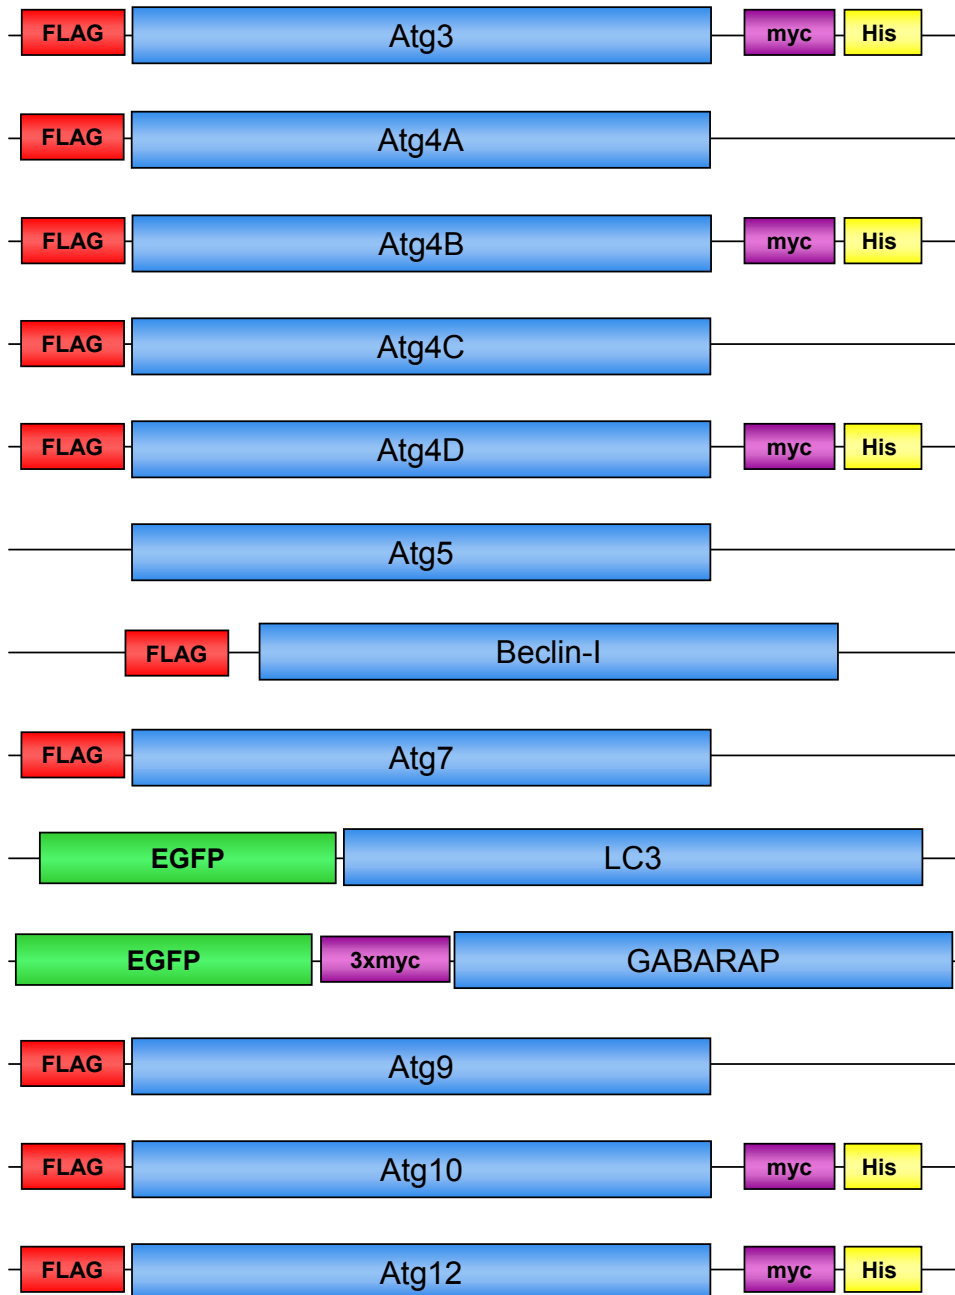 FLAG Atg3 myc His
FLAG Atg4A
FLAG Atg4B myc His
FLAG Atg4C
FLAG Atg4D myc His
Atg5
FLAG Beclin-I
FLAG Atg7
EGFP LC3
EGFP 3xmyc GABARAP
FLAG Atg9
FLAG Atg10 myc His
FLAG Atg12 myc His